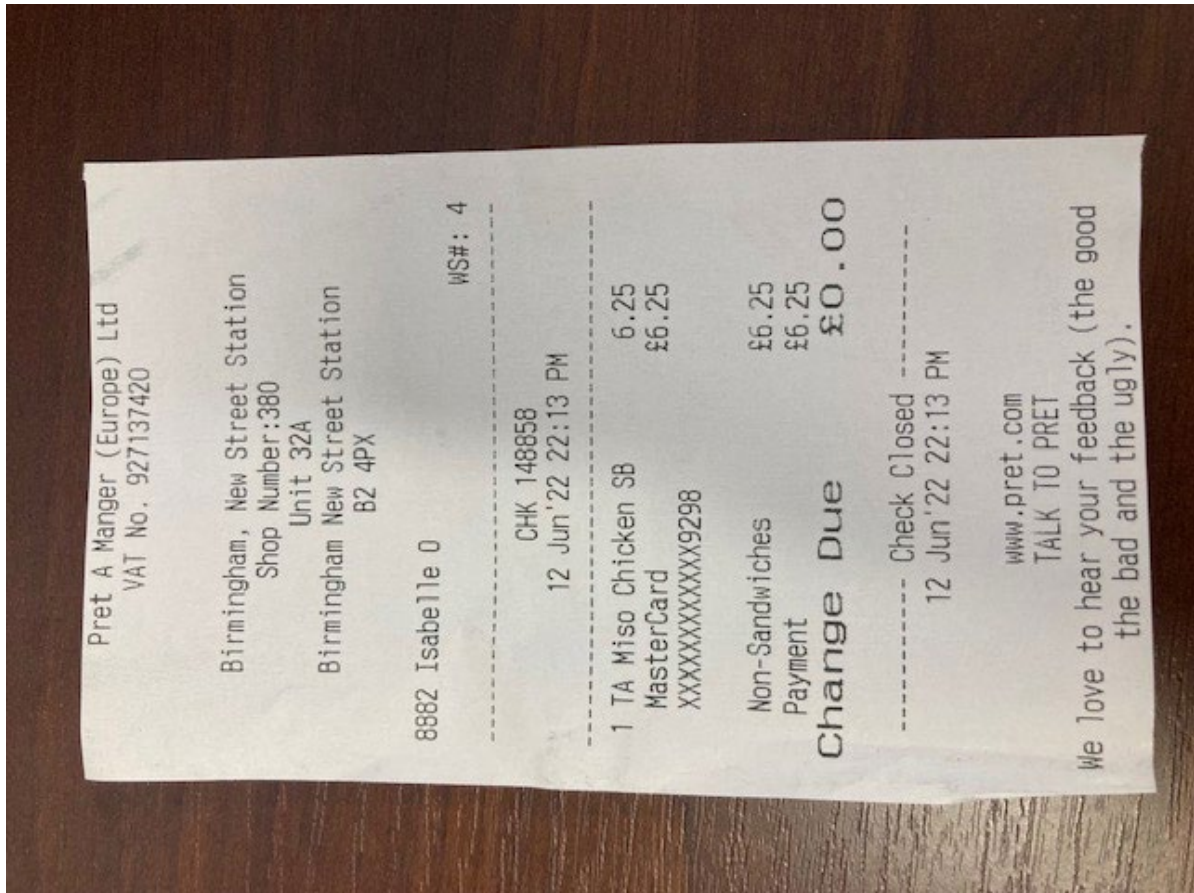 Pret A Manger (Europe) Ltd
VAT No. 927137420
Birmingham, New Street Station
Shop Number:380
Unit 32A
Birmingham New Street Station
B2 4PX
8882 Isabelle O
WS#: 4
CHK 148858
12 Jun'22 22:13 PM
1 TA Miso Chicken SB 6.25
MasterCard £6.25
XXXXXXXXXXXX9298
Non-Sandwiches £6.25
Payment £6.25
Change Due £0.00
------ Check Closed ------
12 Jun'22 22:13 PM
www.pret.com
TALK TO PRET
We love to hear your feedback (the good
the bad and the ugly).